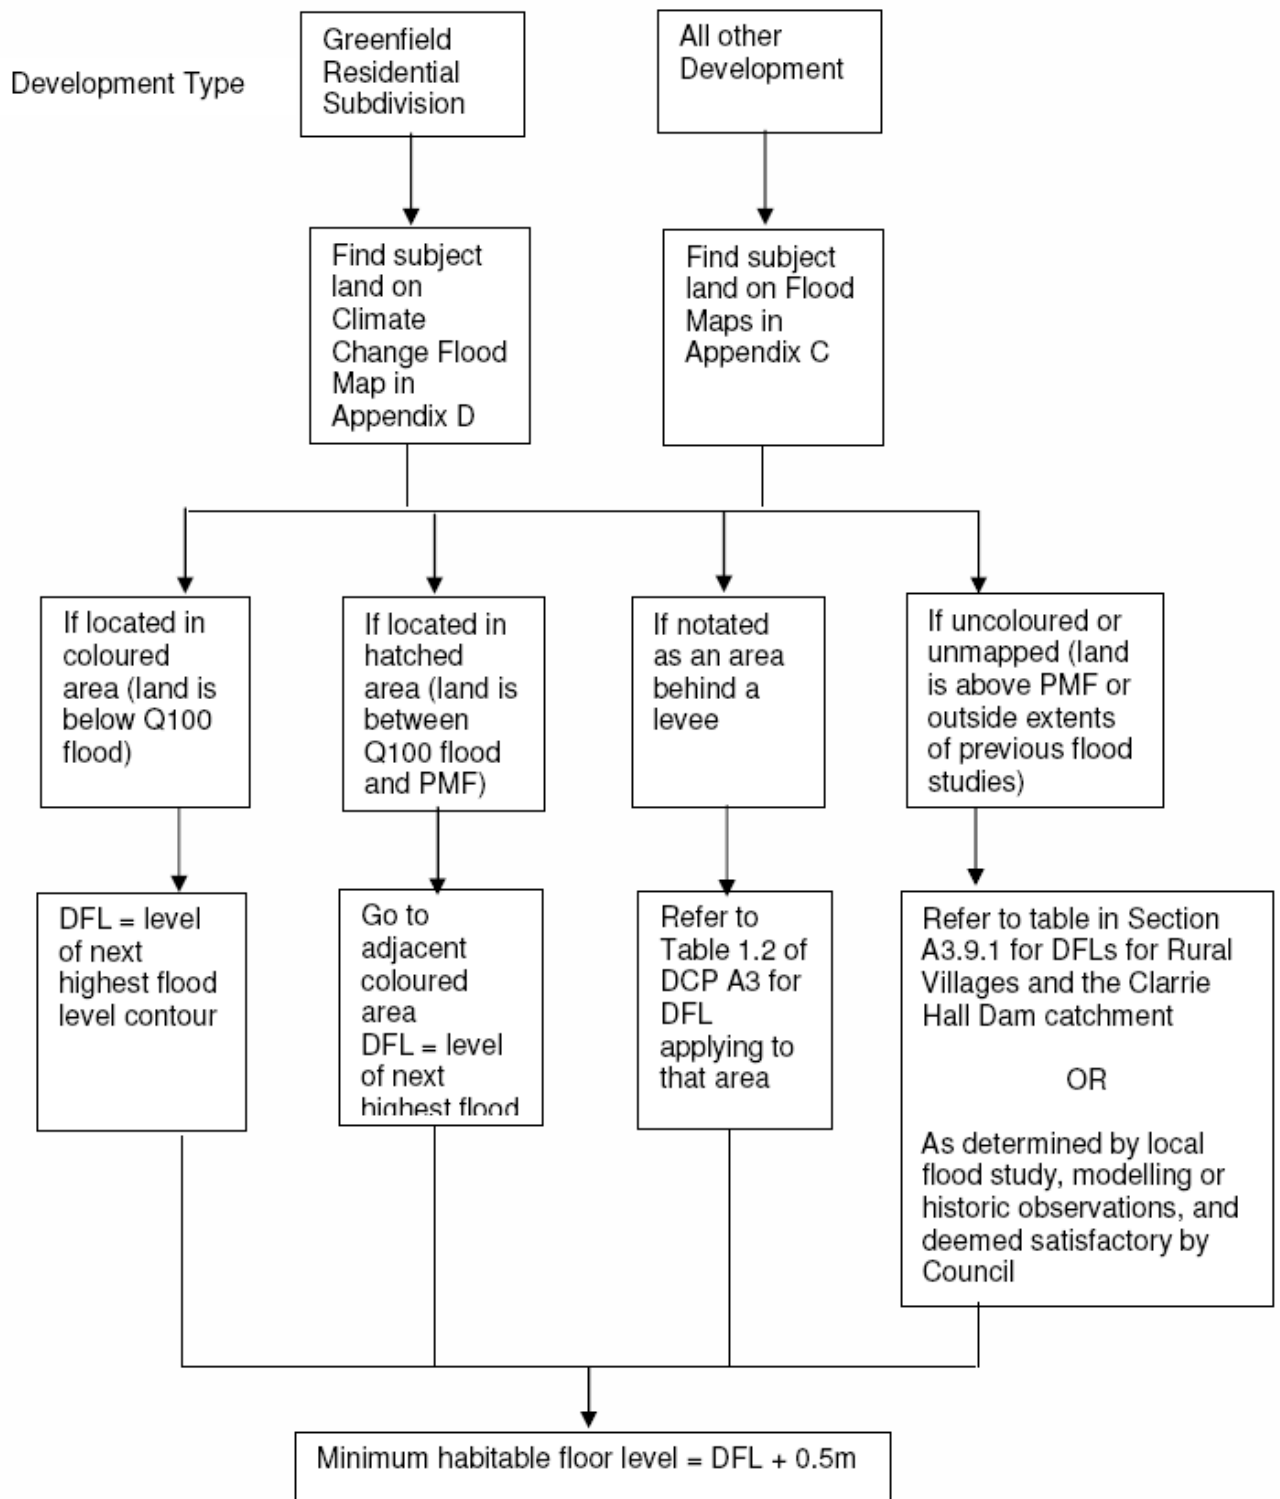 Development Type
Greenfield
Residential
Subdivision
All other
Development
Find subject
land on
Climate
Change Flood
Map in
Appendix D
Find subject
land on Flood
Maps in
Appendix C
If located in
coloured
area (land is
below Q100
flood)
If located in
hatched
area (land is
between
Q100 flood
and PMF)
If notated
as an area
behind a
levee
If uncoloured or
unmapped (land
is above PMF or
outside extents
of previous flood
studies)
DFL = level
of next
highest flood
level contour
Go to
adjacent
coloured
area
DFL = level
of next
highest flood
Refer to
Table 1.2 of
DCP A3 for
DFL
applying to
that area
Refer to table in Section
A3.9.1 for DFLs for Rural
Villages and the Clarrie
Hall Dam catchment
OR
As determined by local
flood study, modelling or
historic observations, and
deemed satisfactory by
Council
Minimum habitable floor level = DFL + 0.5m